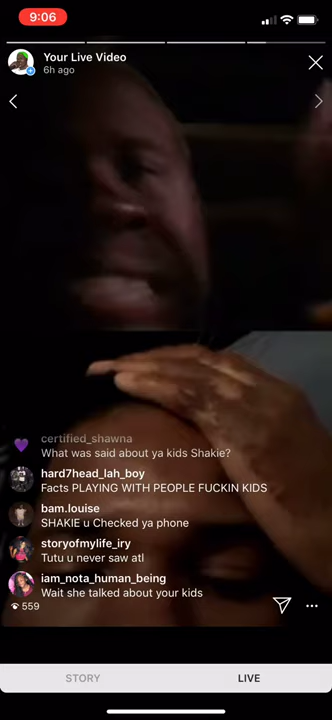 9:06
Your Live Video
6h ago
certified_shawna
What was said about ya kids Shakie?
hard7head_lah_boy
Facts PLAYING WITH PEOPLE FUCKIN KIDS
bam.louise
SHAKIE u Checked ya phone
storyofmylife_iry
Tutu u never saw atl
iam_nota_human_being
Wait she talked about your kids
559
STORY
LIVE